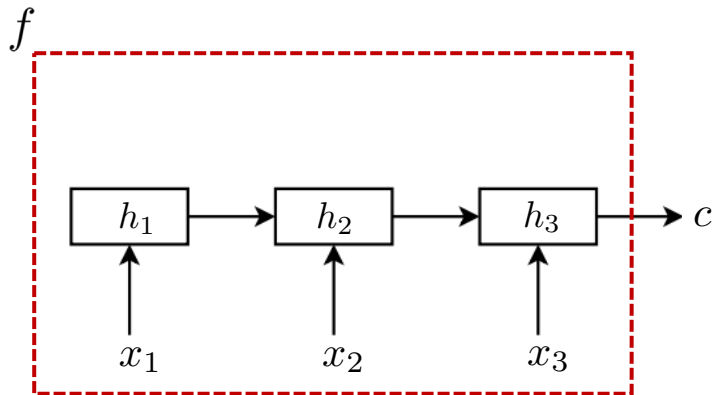 f
h₁ h₂ h₃ c
x₁ x₂ x₃